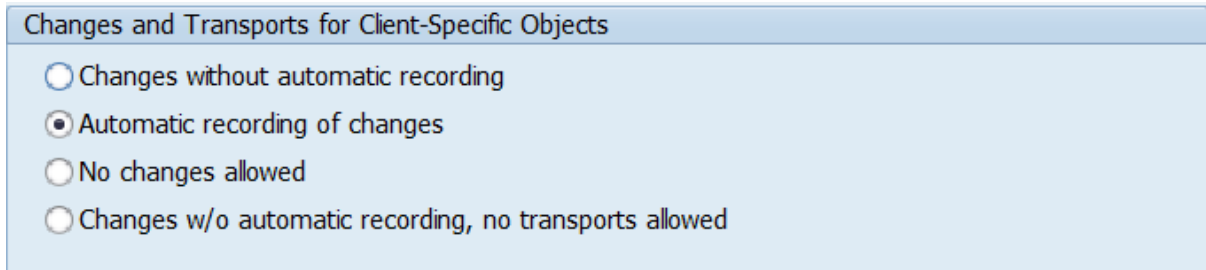 Changes and Transports for Client-Specific Objects
Changes without automatic recording
Automatic recording of changes
No changes allowed
Changes w/o automatic recording, no transports allowed